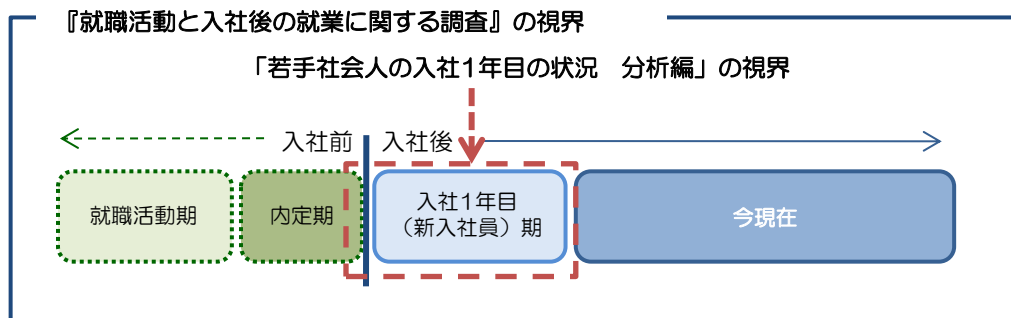 『就職活動と入社後の就業に関する調査』の視界
「若手社会人の入社1年目の状況　分析編」の視界
入社前
入社後
就職活動期
内定期
入社1年目
（新入社員）期
今現在